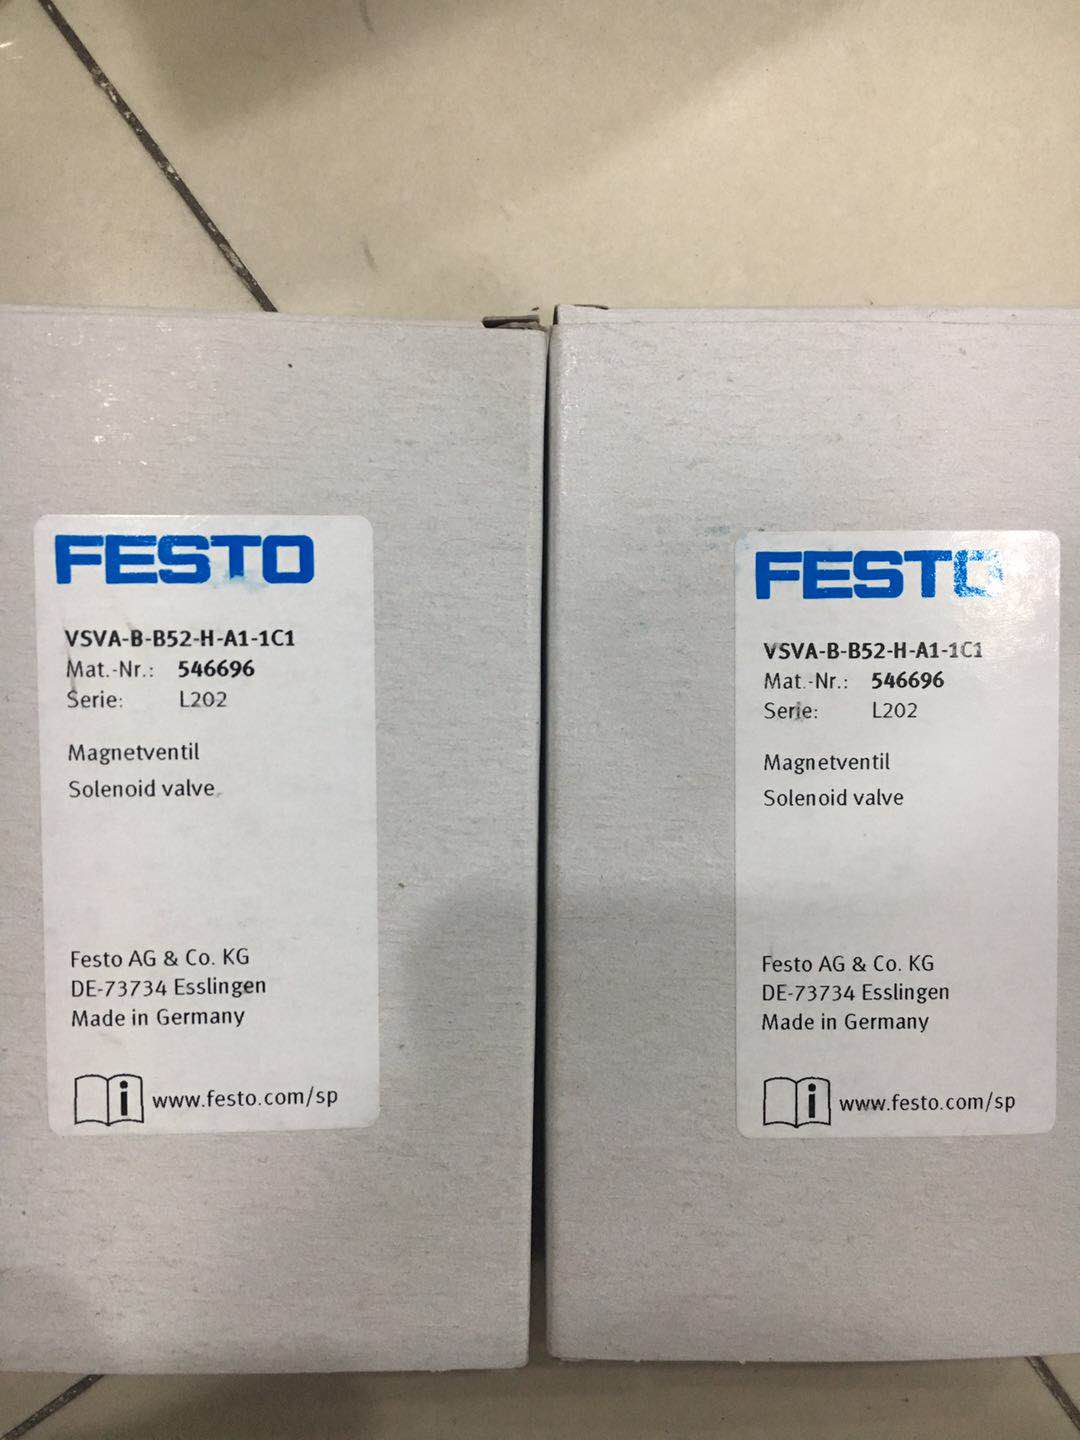 FESTO
VSVA-B-B52-H-A1-1C1
Mat.-Nr.: 546696
Serie: L202
Magnetventil
Solenoid valve
Festo AG & Co. KG
DE-73734 Esslingen
Made in Germany
i www.festo.com/sp
FESTO
VSVA-B-B52-H-A1-1C1
Mat.-Nr.: 546696
Serie: L202
Magnetventil
Solenoid valve
Festo AG & Co. KG
DE-73734 Esslingen
Made in Germany
i www.festo.com/sp